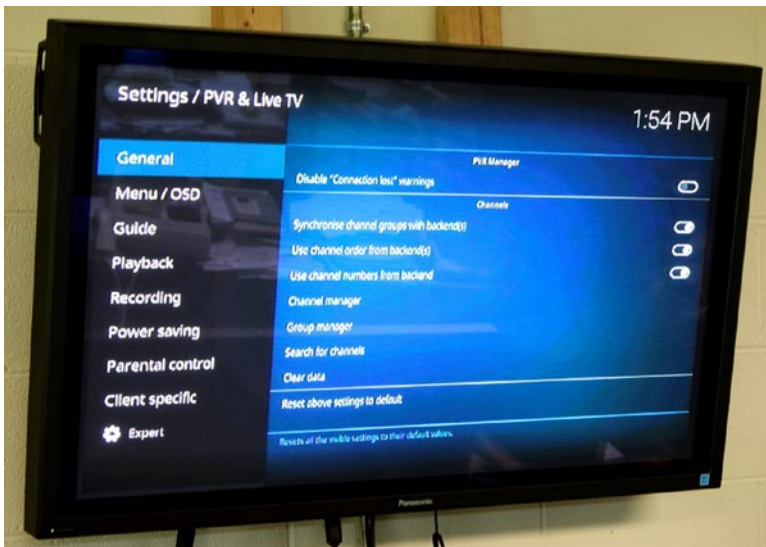 Settings / PVR & Live TV
1:54 PM
General
Menu / OSD
Guide
Playback
Recording
Power saving
Parental control
Client specific
Expert
PVR Manager
Disable "Connection lost" warnings
Channels
Synchronise channel groups with backend(s)
Use channel order from backend(s)
Use channel numbers from backend
Channel manager
Group manager
Search for channels
Clear data
Reset above settings to default
Resets all the visible settings to their default values.
Panasonic